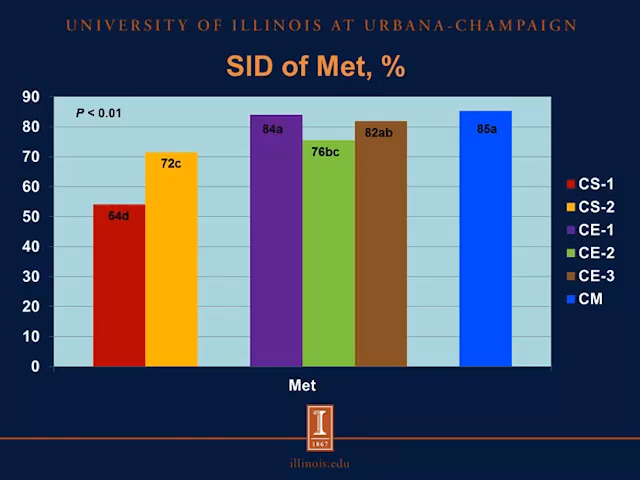 UNIVERSITY OF ILLINOIS AT URBANA-CHAMPAIGN
SID of Met, %
90
80
70
60
50
40
30
20
10
0
P < 0.01
54d
72c
84a
76bc
82ab
85a
Met
CS-1
CS-2
CE-1
CE-2
CE-3
CM
I
1867
illinois.edu